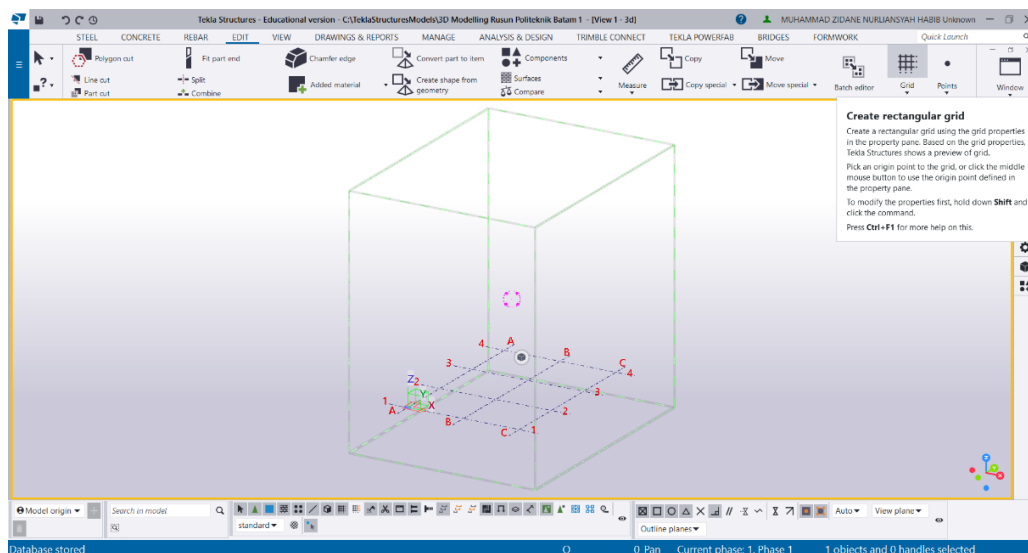 Tekla Structures - Educational version - C:\TeklaStructuresModels\3D Modelling Rusun Politeknik Batam 1 - [View 1 - 3d]
MUHAMMAD ZIDANE NURLIANSYAH HABIB Unknown
STEEL CONCRETE REBAR EDIT VIEW DRAWINGS & REPORTS MANAGE ANALYSIS & DESIGN TRIMBLE CONNECT TEKLA POWERFAB BRIDGES FORMWORK Quick Launch
Polygon cut Fit part end Chamfer edge Convert part to item Components Copy Move
Line cut Split Added material Create shape from geometry Surfaces Measure Copy special Move special Batch editor Grid Points Window
Part cut Combine Compare
Create rectangular grid
Create a rectangular grid using the grid properties
in the property pane. Based on the grid properties,
Tekla Structures shows a preview of grid.
Pick an origin point to the grid, or click the middle
mouse button to use the origin point defined in
the property pane.
To modify the properties first, hold down Shift and
click the command.
Press Ctrl+F1 for more help on this.
4 A
B
3 C
4
Z 2 3
Y
1 X
A 2
B
C 1
Model origin Search in model Auto View plane
standard Outline planes
Database stored O 0 Pan Current phase: 1, Phase 1 1 objects and 0 handles selected